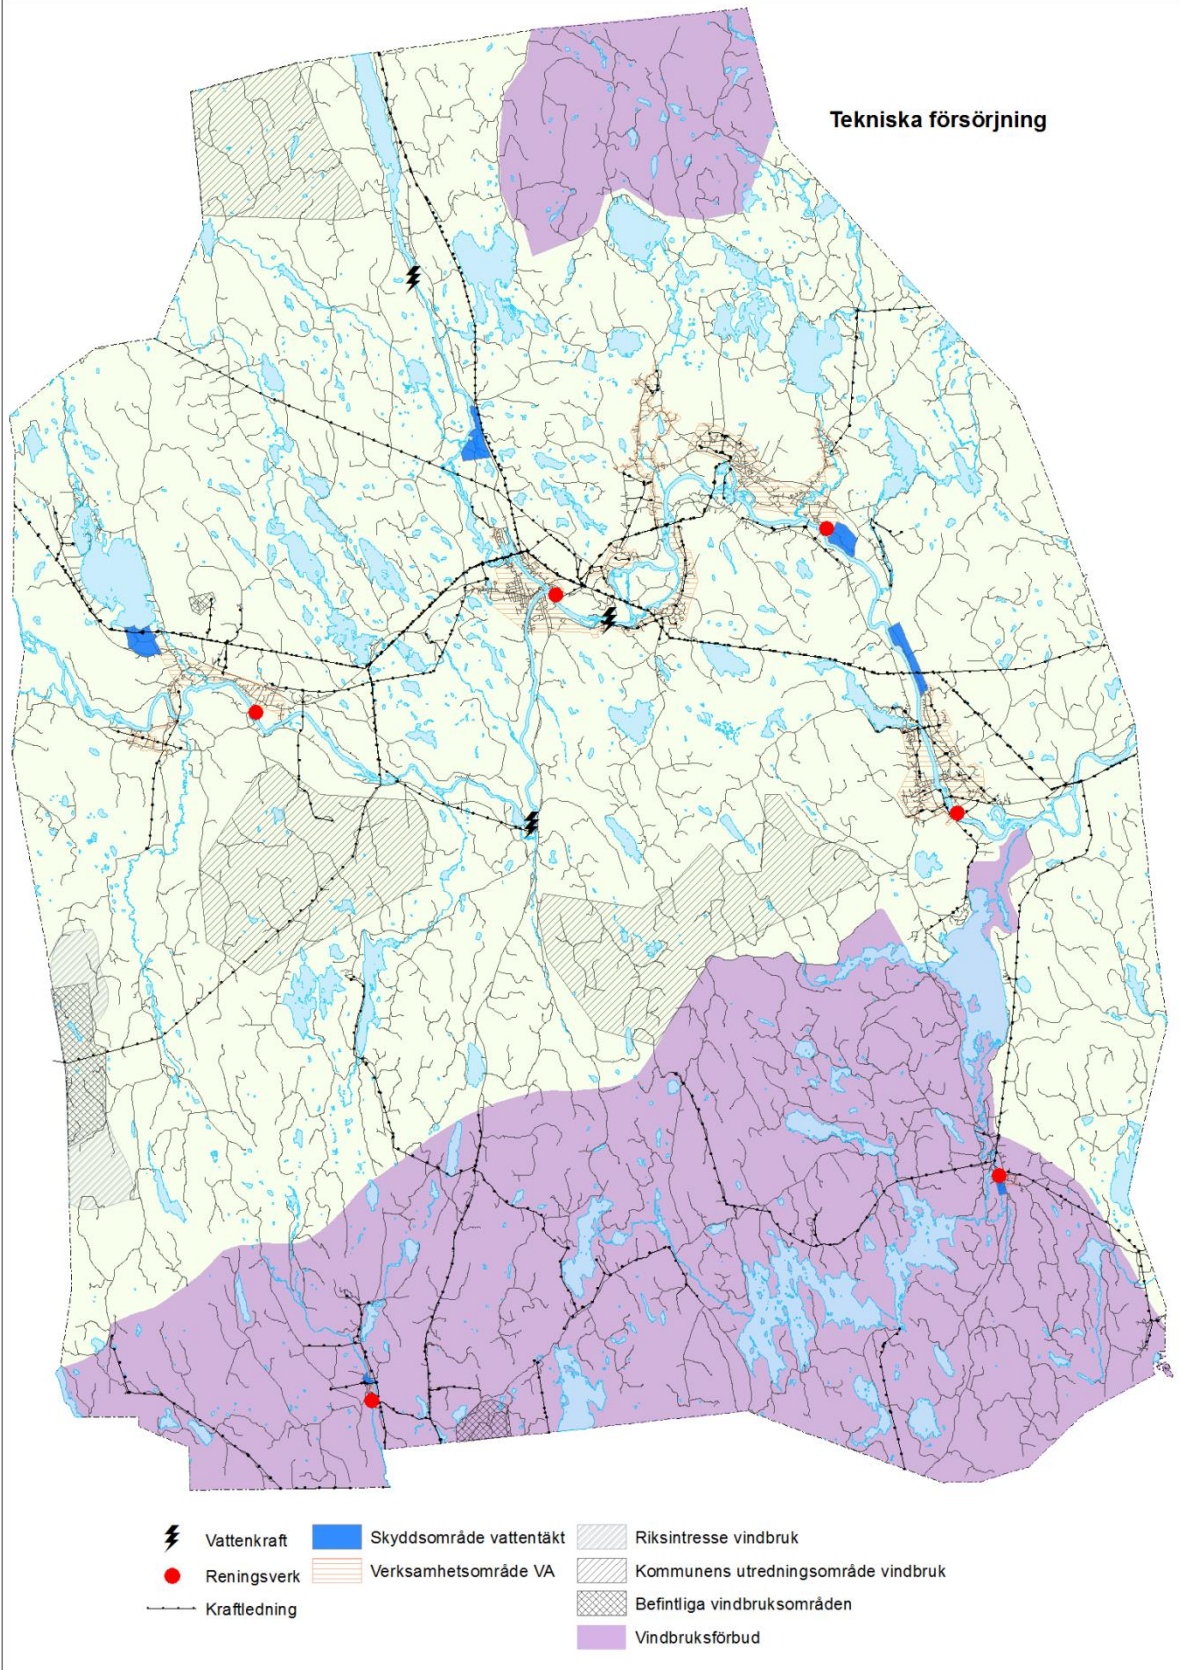 Tekniska försörjning
Vattenkraft
Reningsverk
Kraftledning
Skyddsområde vattentäkt
Verksamhetsområde VA
Riksintresse vindbruk
Kommunens utredningsområde vindbruk
Befintliga vindbruksområden
Vindbruksförbud